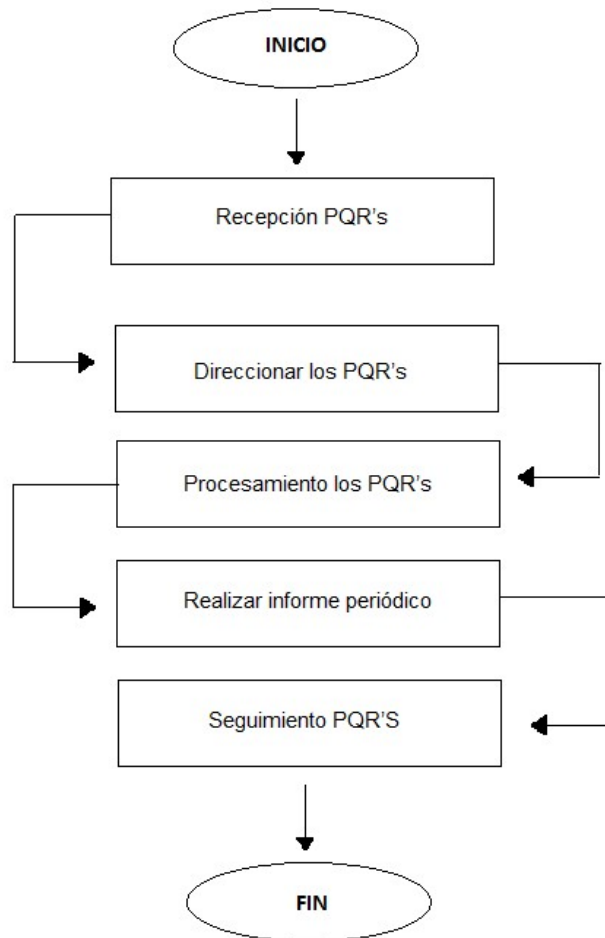 INICIO
Recepción PQR's
Direccionar los PQR's
Procesamiento los PQR's
Realizar informe periódico
Seguimiento PQR'S
FIN